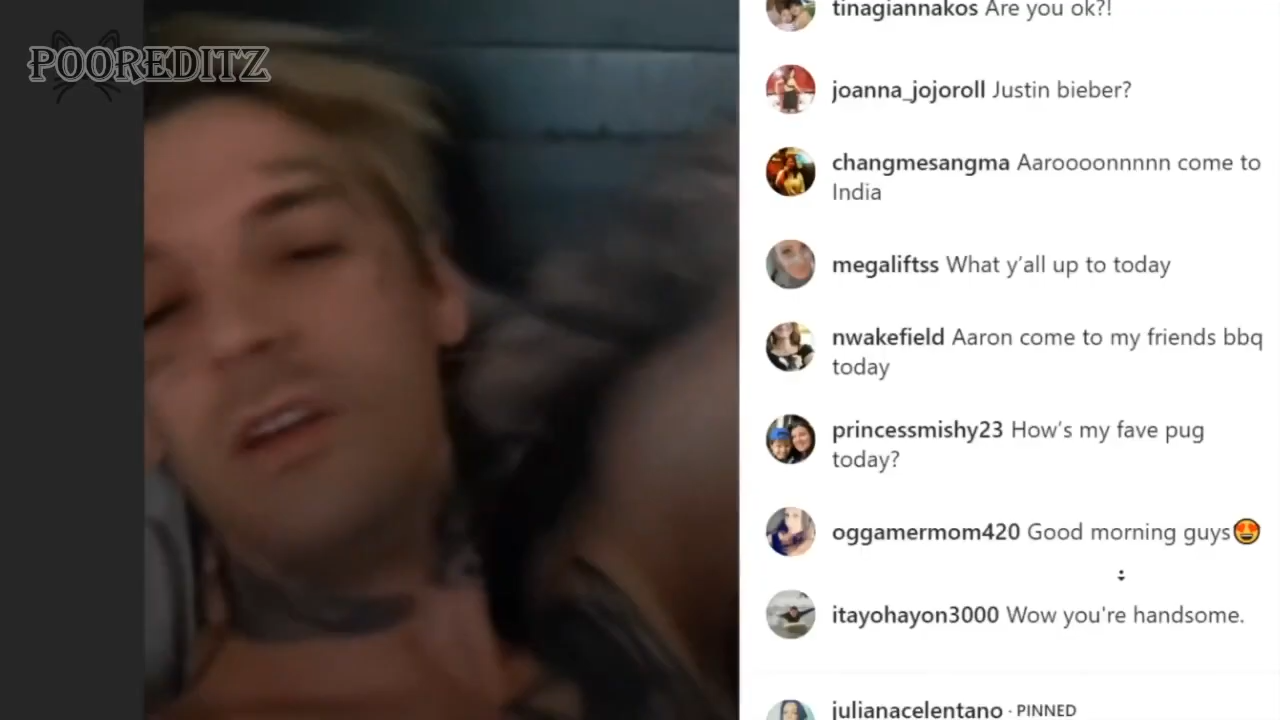 POOREDITZ
tinagiannakos Are you ok?!
joanna_jojoroll Justin bieber?
changmesangma Aaroooonnnnn come to
India
megaliftss What y'all up to today
nwakefield Aaron come to my friends bbq
today
princessmishy23 How's my fave pug
today?
oggamermom420 Good morning guys😍
itayohayon3000 Wow you're handsome.
julianacelentano · PINNED